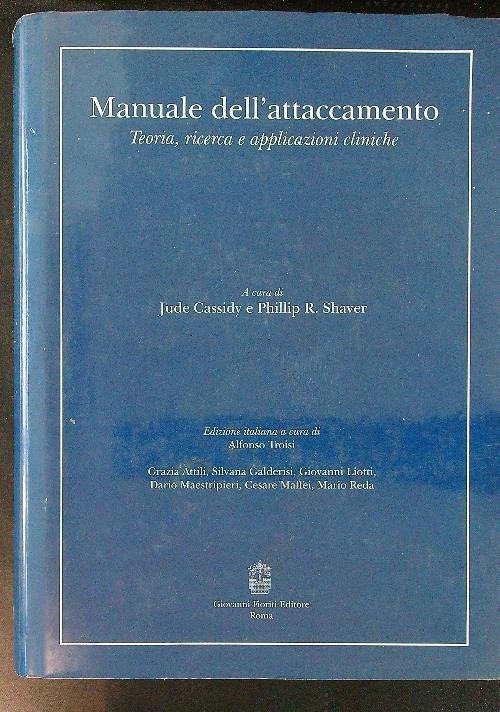 Manuale dell'attaccamento
Teoria, ricerca e applicazioni cliniche
A cura di
Jude Cassidy e Phillip R. Shaver
Edizione italiana a cura di
Alfonso Troisi
Grazia Attili, Silvana Galderisi, Giovanni Liotti,
Dario Maestripieri, Cesare Maffei, Mario Reda
Giovanni Fioriti Editore
Roma